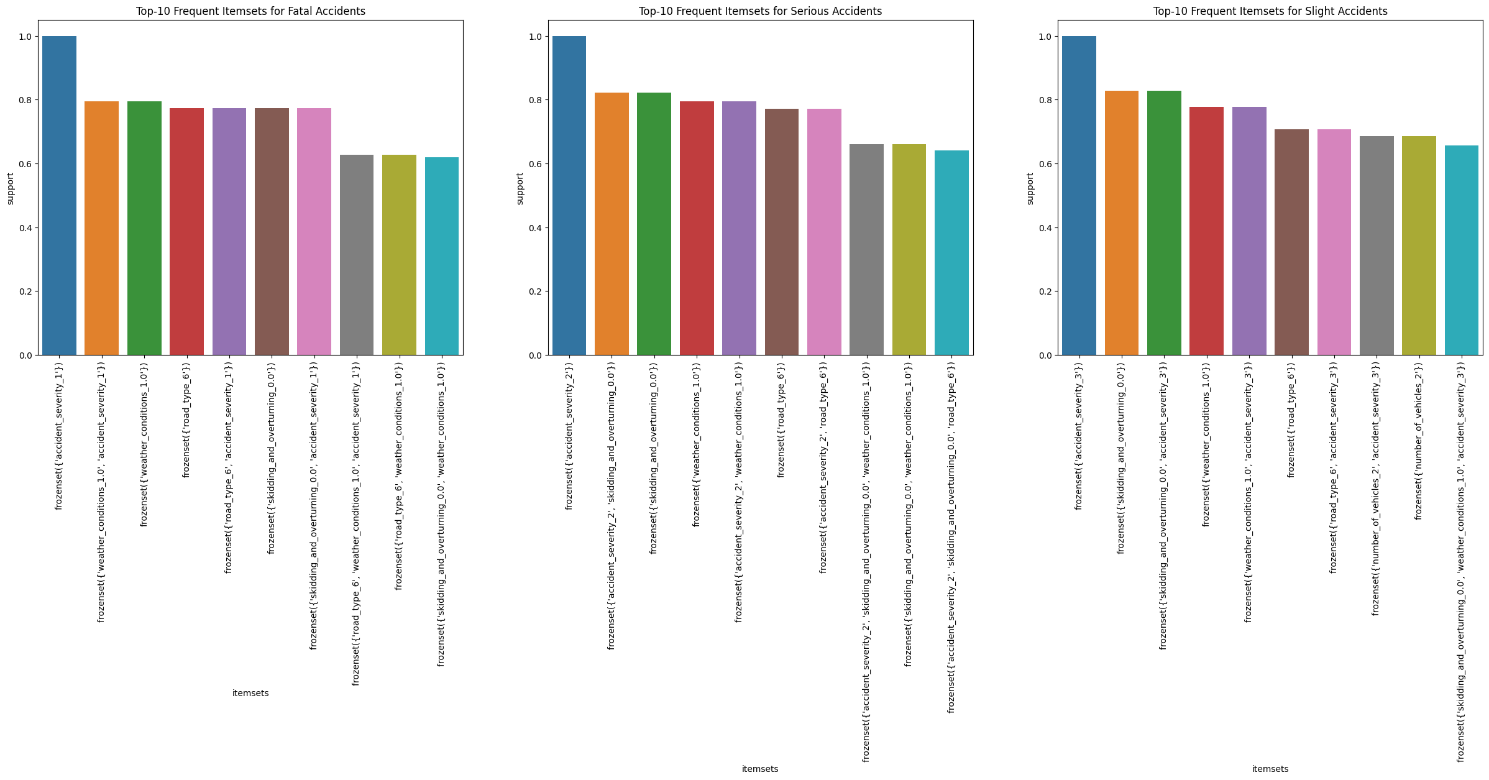 Top-10 Frequent Itemsets for Fatal Accidents
1.0
0.8
0.6
0.4
0.2
0.0
support
frozenset({'accident_severity_1'})
frozenset({'weather_conditions_1.0', 'accident_severity_1'})
frozenset({'weather_conditions_1.0'})
frozenset({'road_type_6'})
frozenset({'road_type_6', 'accident_severity_1'})
frozenset({'skidding_and_overturning_0.0'})
frozenset({'skidding_and_overturning_0.0', 'accident_severity_1'})
frozenset({'road_type_6', 'weather_conditions_1.0', 'accident_severity_1'})
frozenset({'road_type_6', 'weather_conditions_1.0'})
frozenset({'skidding_and_overturning_0.0', 'weather_conditions_1.0'})
itemsets
Top-10 Frequent Itemsets for Serious Accidents
1.0
0.8
0.6
0.4
0.2
0.0
support
frozenset({'accident_severity_2'})
frozenset({'accident_severity_2', 'skidding_and_overturning_0.0'})
frozenset({'skidding_and_overturning_0.0'})
frozenset({'weather_conditions_1.0'})
frozenset({'accident_severity_2', 'weather_conditions_1.0'})
frozenset({'road_type_6'})
frozenset({'accident_severity_2', 'road_type_6'})
frozenset({'accident_severity_2', 'skidding_and_overturning_0.0', 'weather_conditions_1.0'})
frozenset({'skidding_and_overturning_0.0', 'weather_conditions_1.0'})
frozenset({'accident_severity_2', 'skidding_and_overturning_0.0', 'road_type_6'})
itemsets
Top-10 Frequent Itemsets for Slight Accidents
1.0
0.8
0.6
0.4
0.2
0.0
support
frozenset({'accident_severity_3'})
frozenset({'skidding_and_overturning_0.0'})
frozenset({'skidding_and_overturning_0.0', 'accident_severity_3'})
frozenset({'weather_conditions_1.0'})
frozenset({'weather_conditions_1.0', 'accident_severity_3'})
frozenset({'road_type_6'})
frozenset({'road_type_6', 'accident_severity_3'})
frozenset({'number_of_vehicles_2', 'accident_severity_3'})
frozenset({'number_of_vehicles_2'})
frozenset({'skidding_and_overturning_0.0', 'weather_conditions_1.0', 'accident_severity_3'})
itemsets